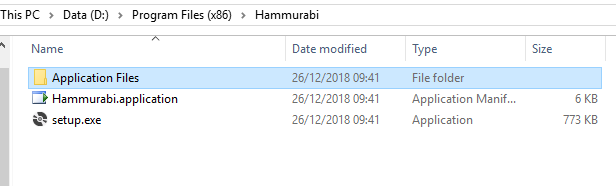 This PC > Data (D:) > Program Files (x86) > Hammurabi
Name Date modified Type Size
Application Files 26/12/2018 09:41 File folder
Hammurabi.application 26/12/2018 09:41 Application Manif... 6 KB
setup.exe 26/12/2018 09:41 Application 773 KB